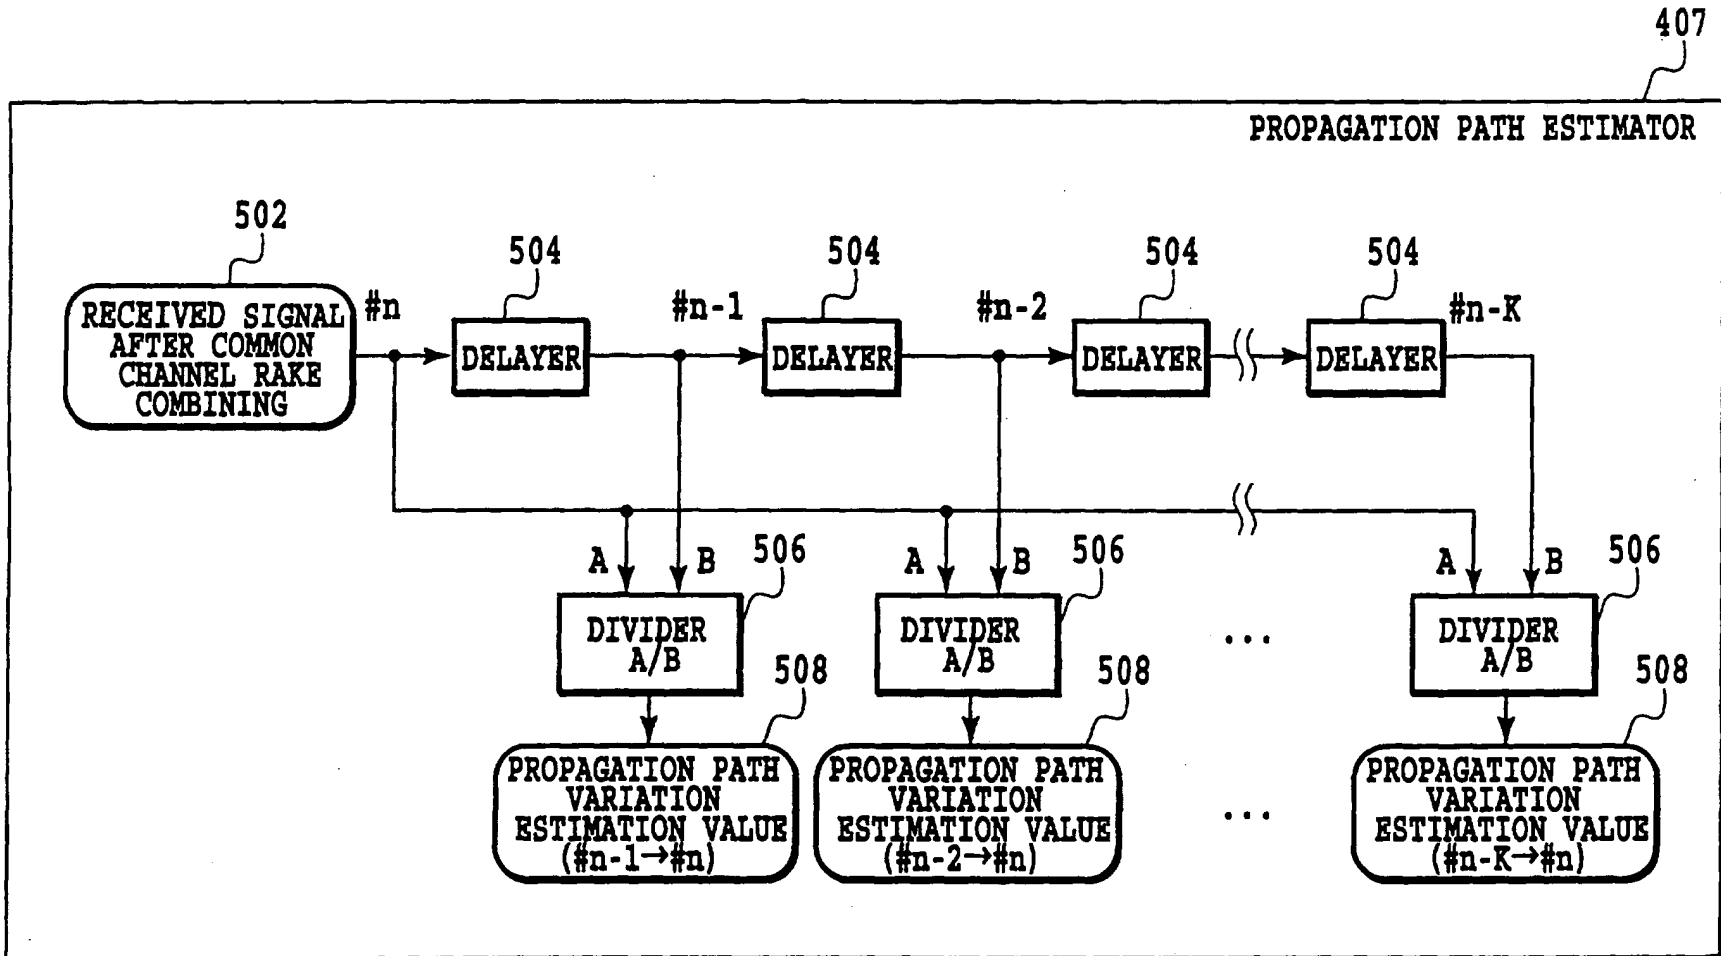 407
PROPAGATION PATH ESTIMATOR
502
504
504
504
504
RECEIVED SIGNAL
AFTER COMMON
CHANNEL RAKE
COMBINING
#n
#n-1
#n-2
#n-K
DELAYER
DELAYER
DELAYER
DELAYER
A
B
506
A
B
506
A
B
506
DIVIDER
A/B
DIVIDER
A/B
...
DIVIDER
A/B
508
508
508
PROPAGATION PATH
VARIATION
ESTIMATION VALUE
(#n-1→#n)
PROPAGATION PATH
VARIATION
ESTIMATION VALUE
(#n-2→#n)
...
PROPAGATION PATH
VARIATION
ESTIMATION VALUE
(#n-K→#n)